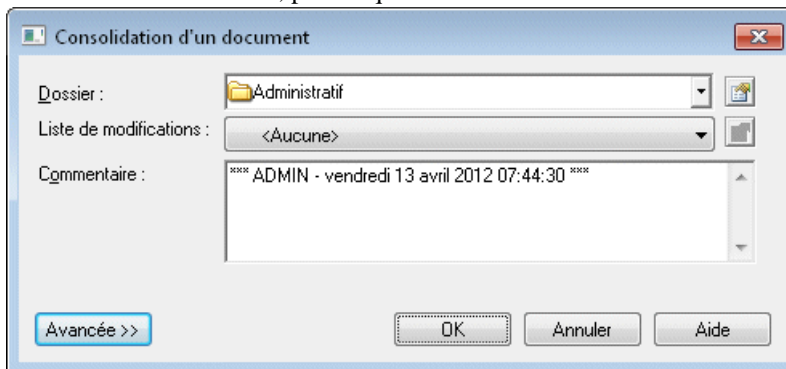 Consolidation d'un document
Dossier : Administratif
Liste de modifications : <Aucune>
Commentaire : *** ADMIN - vendredi 13 avril 2012 07:44:30 ***
Avancée >> OK Annuler Aide